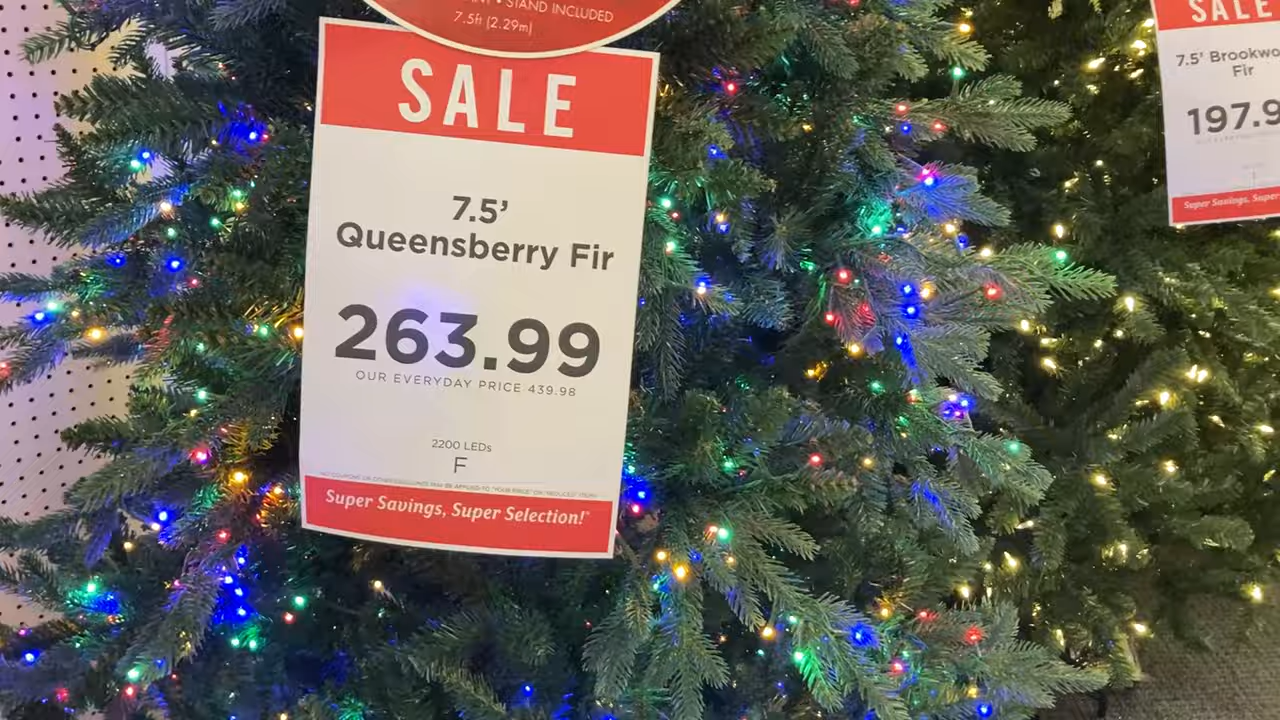 • STAND INCLUDED
7.5ft (2.29m)
SALE
7.5’
Queensberry Fir
263.99
OUR EVERYDAY PRICE 439.98
2200 LEDs
F
Super Savings, Super Selection!
SALE
7.5' Brookwo
Fir
197.9
Super Savings, Super